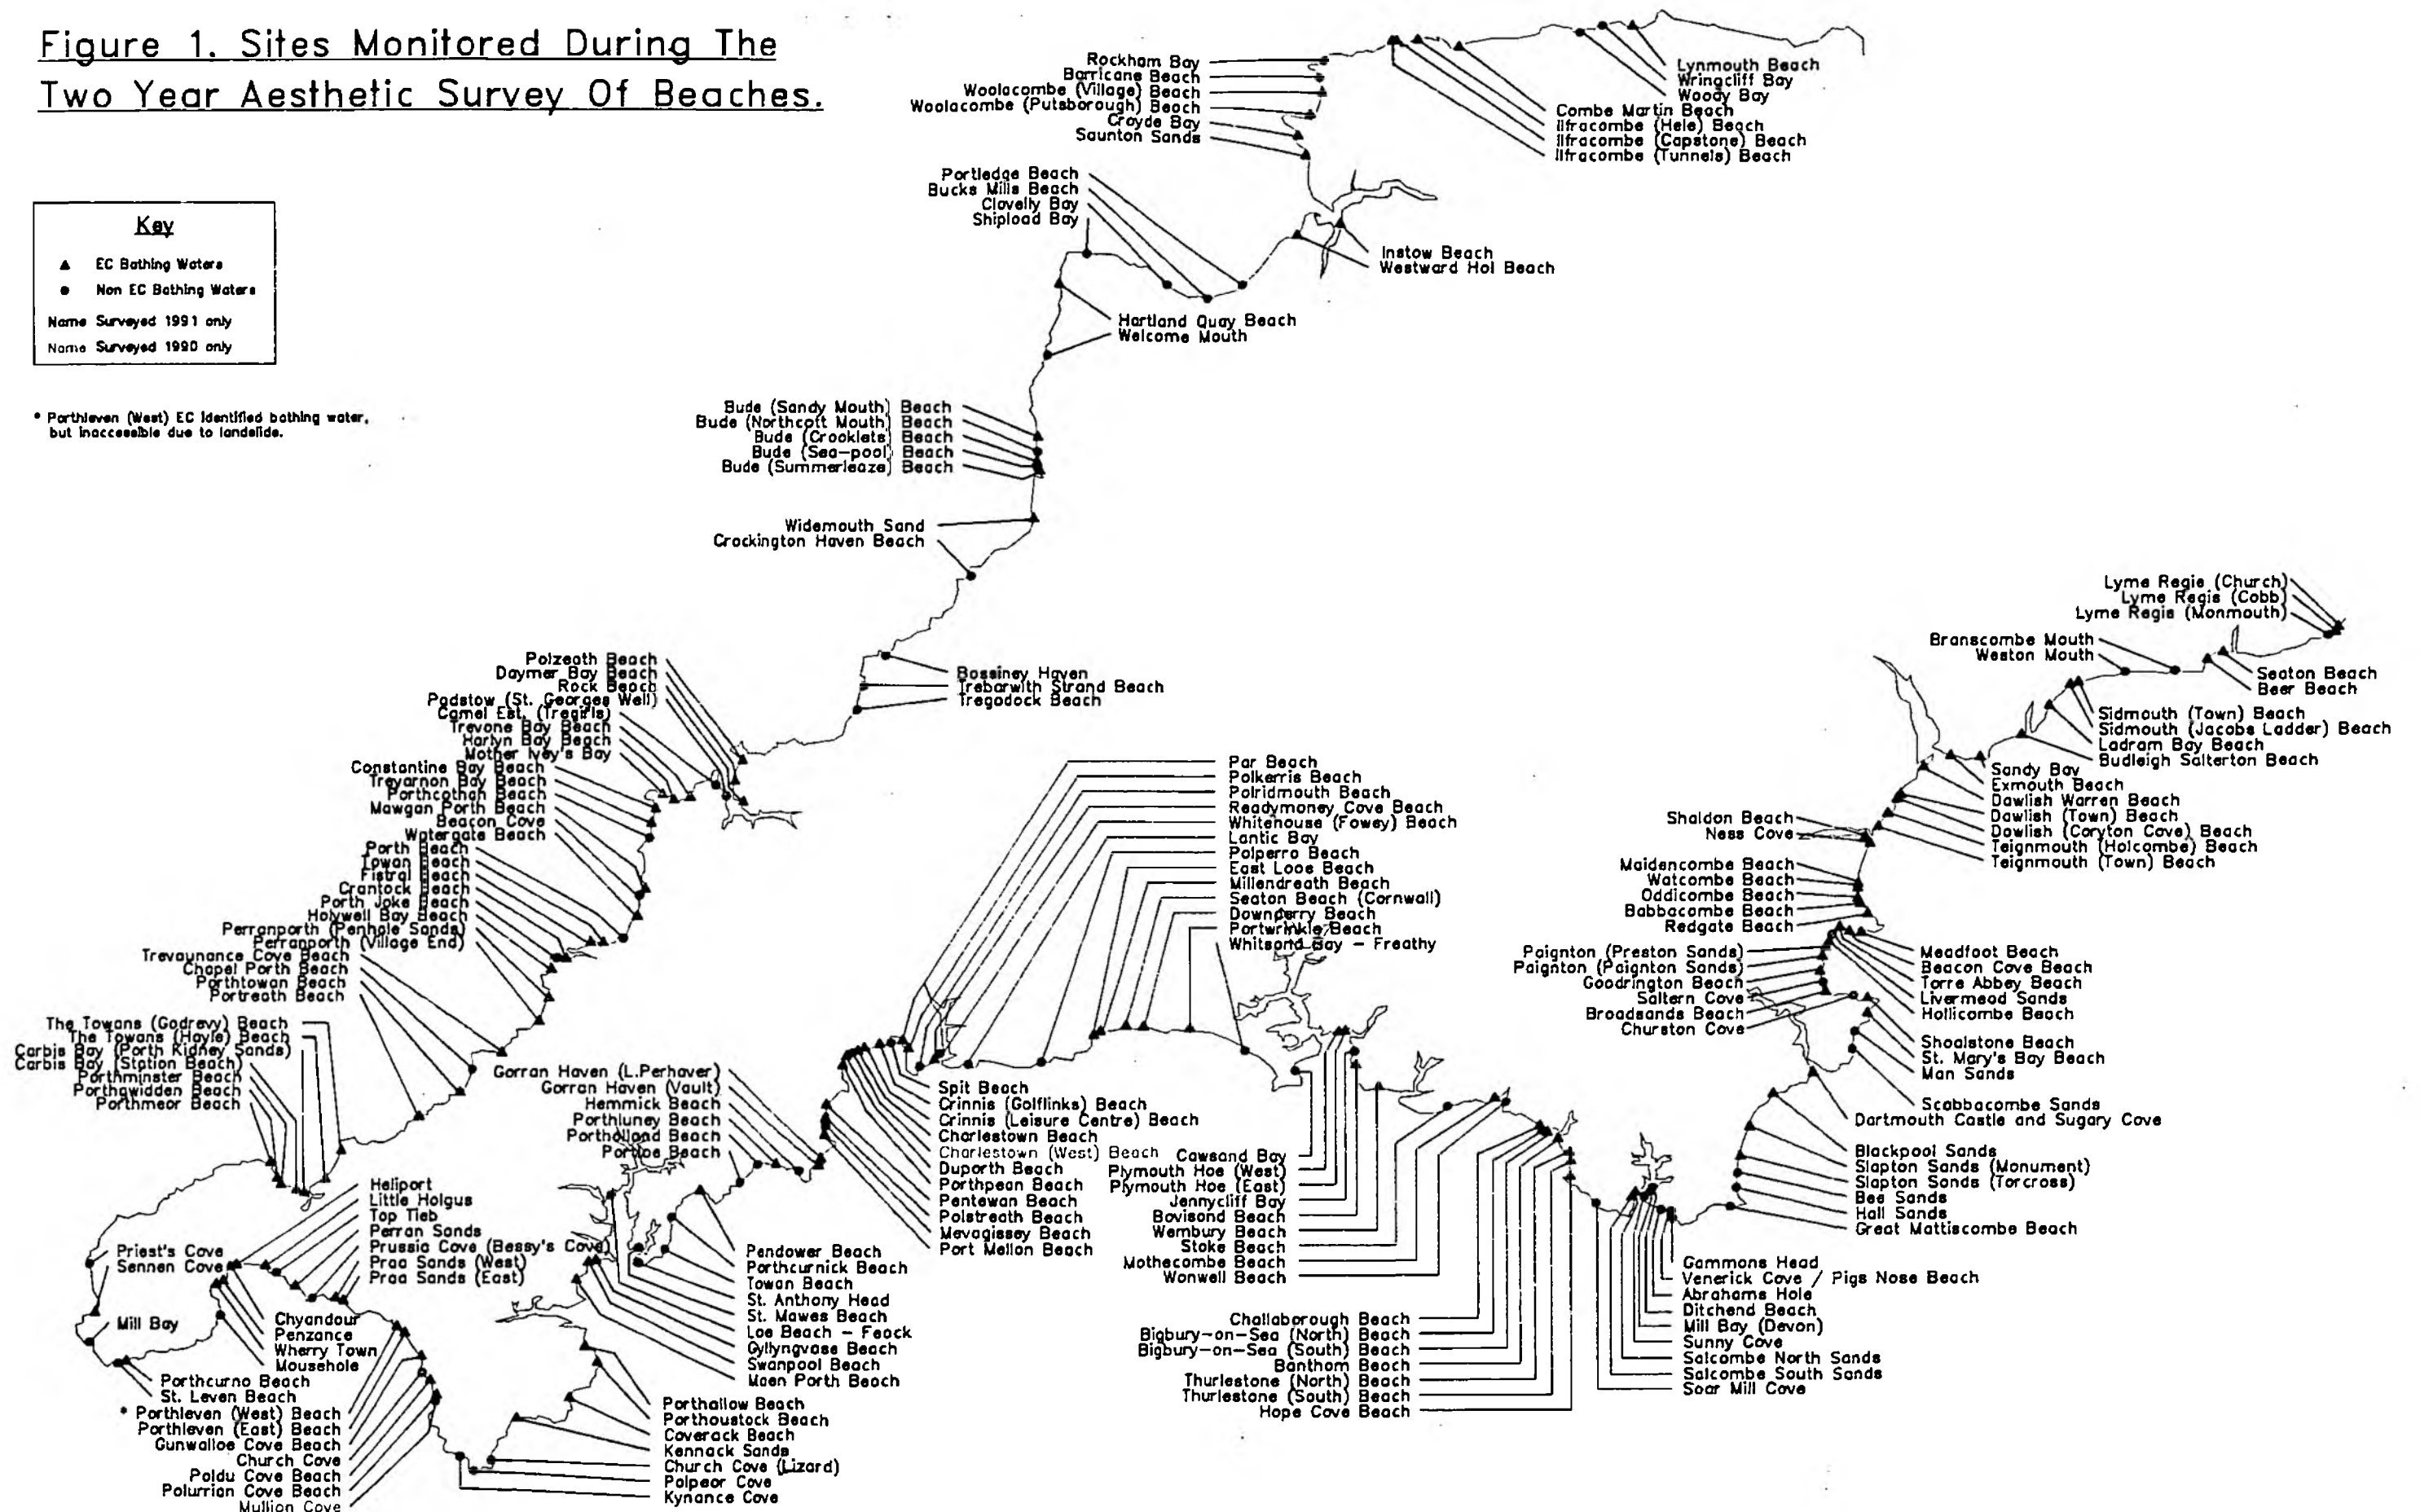 Figure 1. Sites Monitored During The
Two Year Aesthetic Survey Of Beaches.
Key
EC Bathing Waters
Non EC Bathing Waters
Name Surveyed 1991 only
Name Surveyed 1990 only
* Porthleven (West) EC identified bathing water,
but inaccessible due to landslide.
Rockham Bay
Barricane Beach
Woolacombe (Village) Beach
Woolacombe (Putsborough) Beach
Croyde Bay
Saunton Sands
Lynmouth Beach
Wringcliff Bay
Woody Bay
Combe Martin Beach
Ilfracombe (Hele) Beach
Ilfracombe (Capstone) Beach
Ilfracombe (Tunnels) Beach
Portledge Beach
Bucks Mills Beach
Clovelly Bay
Shipload Bay
Instow Beach
Westward Ho! Beach
Hartland Quay Beach
Welcome Mouth
Bude (Sandy Mouth) Beach
Bude (Northcott Mouth) Beach
Bude (Crooklets) Beach
Bude (Sea-pool) Beach
Bude (Summerleaze) Beach
Widemouth Sand
Crockington Haven Beach
Bossiney Haven
Trebarwith Strand Beach
Tregodock Beach
Polzeath Beach
Daymer Bay Beach
Rock Beach
Padstow (St. Georges Well)
Camel Est. (Tregirls)
Trevone Bay Beach
Harlyn Bay Beach
Mother Ivey's Bay
Constantine Bay Beach
Treyarnon Bay Beach
Porthcothan Beach
Mawgan Porth Beach
Beacon Cove
Watergate Beach
Porth Beach
Towan Beach
Fistral Beach
Crantock Beach
Porth Joke Beach
Holywell Bay Beach
Perranporth (Penhale Sands)
Perranporth (Village End)
Trevaunance Cove Beach
Chapel Porth Beach
Porthtowan Beach
Portreath Beach
The Towans (Godrevy) Beach
The Towans (Hayle) Beach
Carbis Bay (Porth Kidney Sands)
Carbis Bay (Station Beach)
Porthminster Beach
Porthgwidden Beach
Porthmeor Beach
Priest's Cove
Sennen Cove
Mill Bay
Porthcurno Beach
St. Leven Beach
Heliport
Little Holgus
Top Tieb
Perran Sands
Prussia Cove (Bessy's Cove)
Praa Sands (West)
Praa Sands (East)
Chyandour
Penzance
Wherry Town
Mousehole
* Porthleven (West) Beach
Porthleven (East) Beach
Gunwalloe Cove Beach
Church Cove
Poldu Cove Beach
Polurrian Cove Beach
Mullion Cove
Porthallow Beach
Porthoustock Beach
Coverack Beach
Kennack Sands
Church Cove (Lizard)
Polpeor Cove
Kynance Cove
Pendower Beach
Porthcurnick Beach
Towan Beach
St. Anthony Head
St. Mawes Beach
Loe Beach - Feock
Gyllyngvase Beach
Swanpool Beach
Maen Porth Beach
Gorran Haven (L.Perhaver)
Gorran Haven (Vault)
Hemmick Beach
Porthluney Beach
Portholland Beach
Portloe Beach
Spit Beach
Crinnis (Golflinks) Beach
Crinnis (Leisure Centre) Beach
Charlestown Beach
Charlestown (West) Beach
Duporth Beach
Porthpean Beach
Pentewan Beach
Polstreath Beach
Mevagissey Beach
Port Mellon Beach
Par Beach
Polkerris Beach
Polridmouth Beach
Readymoney Cove Beach
Whitehouse (Fowey) Beach
Lantic Bay
Polperro Beach
East Looe Beach
Millendreath Beach
Seaton Beach (Cornwall)
Downderry Beach
Portwrinkle Beach
Whitsand Bay - Freathy
Cawsand Bay
Plymouth Hoe (West)
Plymouth Hoe (East)
Jennycliff Bay
Bovisand Beach
Wembury Beach
Stoke Beach
Mothecombe Beach
Wonwell Beach
Challaborough Beach
Bigbury-on-Sea (North) Beach
Bigbury-on-Sea (South) Beach
Bantham Beach
Thurlestone (North) Beach
Thurlestone (South) Beach
Hope Cove Beach
Gammons Head
Venerick Cove / Pigs Nose Beach
Abrahams Hole
Ditchend Beach
Mill Bay (Devon)
Sunny Cove
Salcombe North Sands
Salcombe South Sands
Soar Mill Cove
Lyme Regis (Church)
Lyme Regis (Cobb)
Lyme Regis (Monmouth)
Branscombe Mouth
Weston Mouth
Seaton Beach
Beer Beach
Sidmouth (Town) Beach
Sidmouth (Jacobs Ladder) Beach
Ladram Bay Beach
Budleigh Salterton Beach
Sandy Bay
Exmouth Beach
Dawlish Warren Beach
Dawlish (Town) Beach
Dawlish (Coryton Cove) Beach
Teignmouth (Holcombe) Beach
Teignmouth (Town) Beach
Shaldon Beach
Ness Cove
Maidencombe Beach
Watcombe Beach
Oddicombe Beach
Babbacombe Beach
Redgate Beach
Paignton (Preston Sands)
Paignton (Paignton Sands)
Goodrington Beach
Saltern Cove
Broadsands Beach
Churston Cove
Meadfoot Beach
Beacon Cove Beach
Torre Abbey Beach
Livermead Sands
Hollicombe Beach
Shoalstone Beach
St. Mary's Bay Beach
Man Sands
Scabbacombe Sands
Dartmouth Castle and Sugary Cove
Blackpool Sands
Slapton Sands (Monument)
Slapton Sands (Torcross)
Bee Sands
Hall Sands
Great Mattiscombe Beach